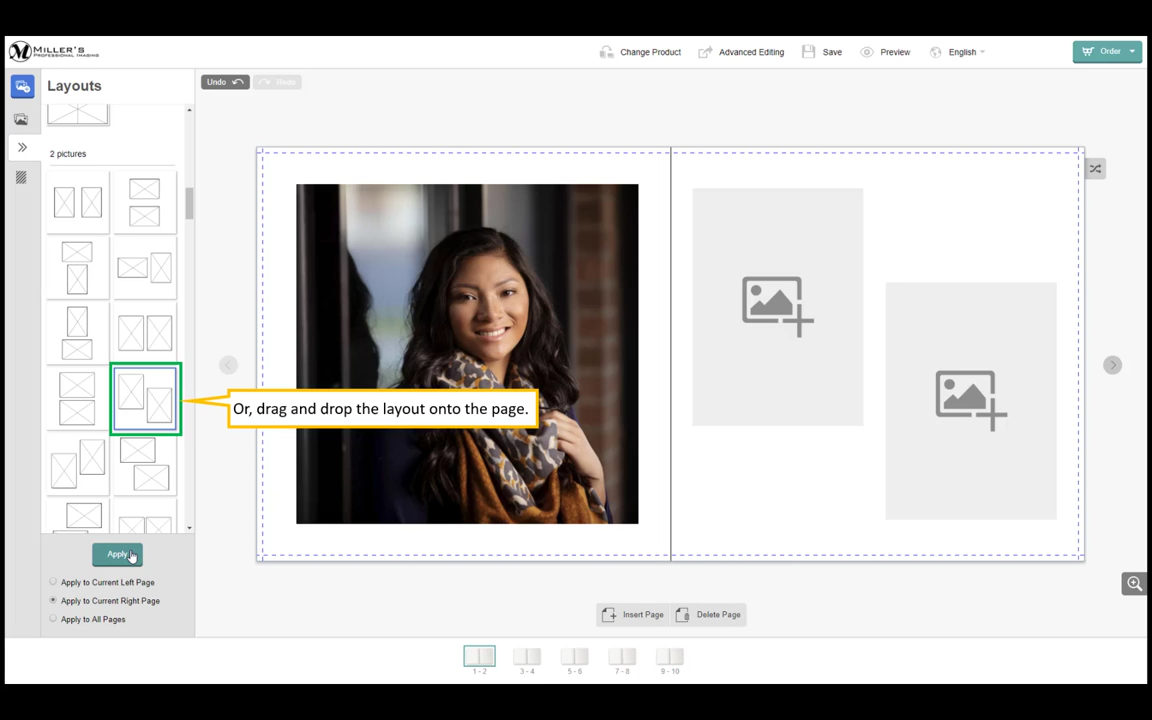 MILLER'S
PROFESSIONAL IMAGING
Change Product
Advanced Editing
Save
Preview
English
Order
Layouts
Undo
Redo
2 pictures
Or, drag and drop the layout onto the page.
Apply
Apply to Current Left Page
Apply to Current Right Page
Apply to All Pages
Insert Page
Delete Page
1 - 2
3 - 4
5 - 6
7 - 8
9 - 10